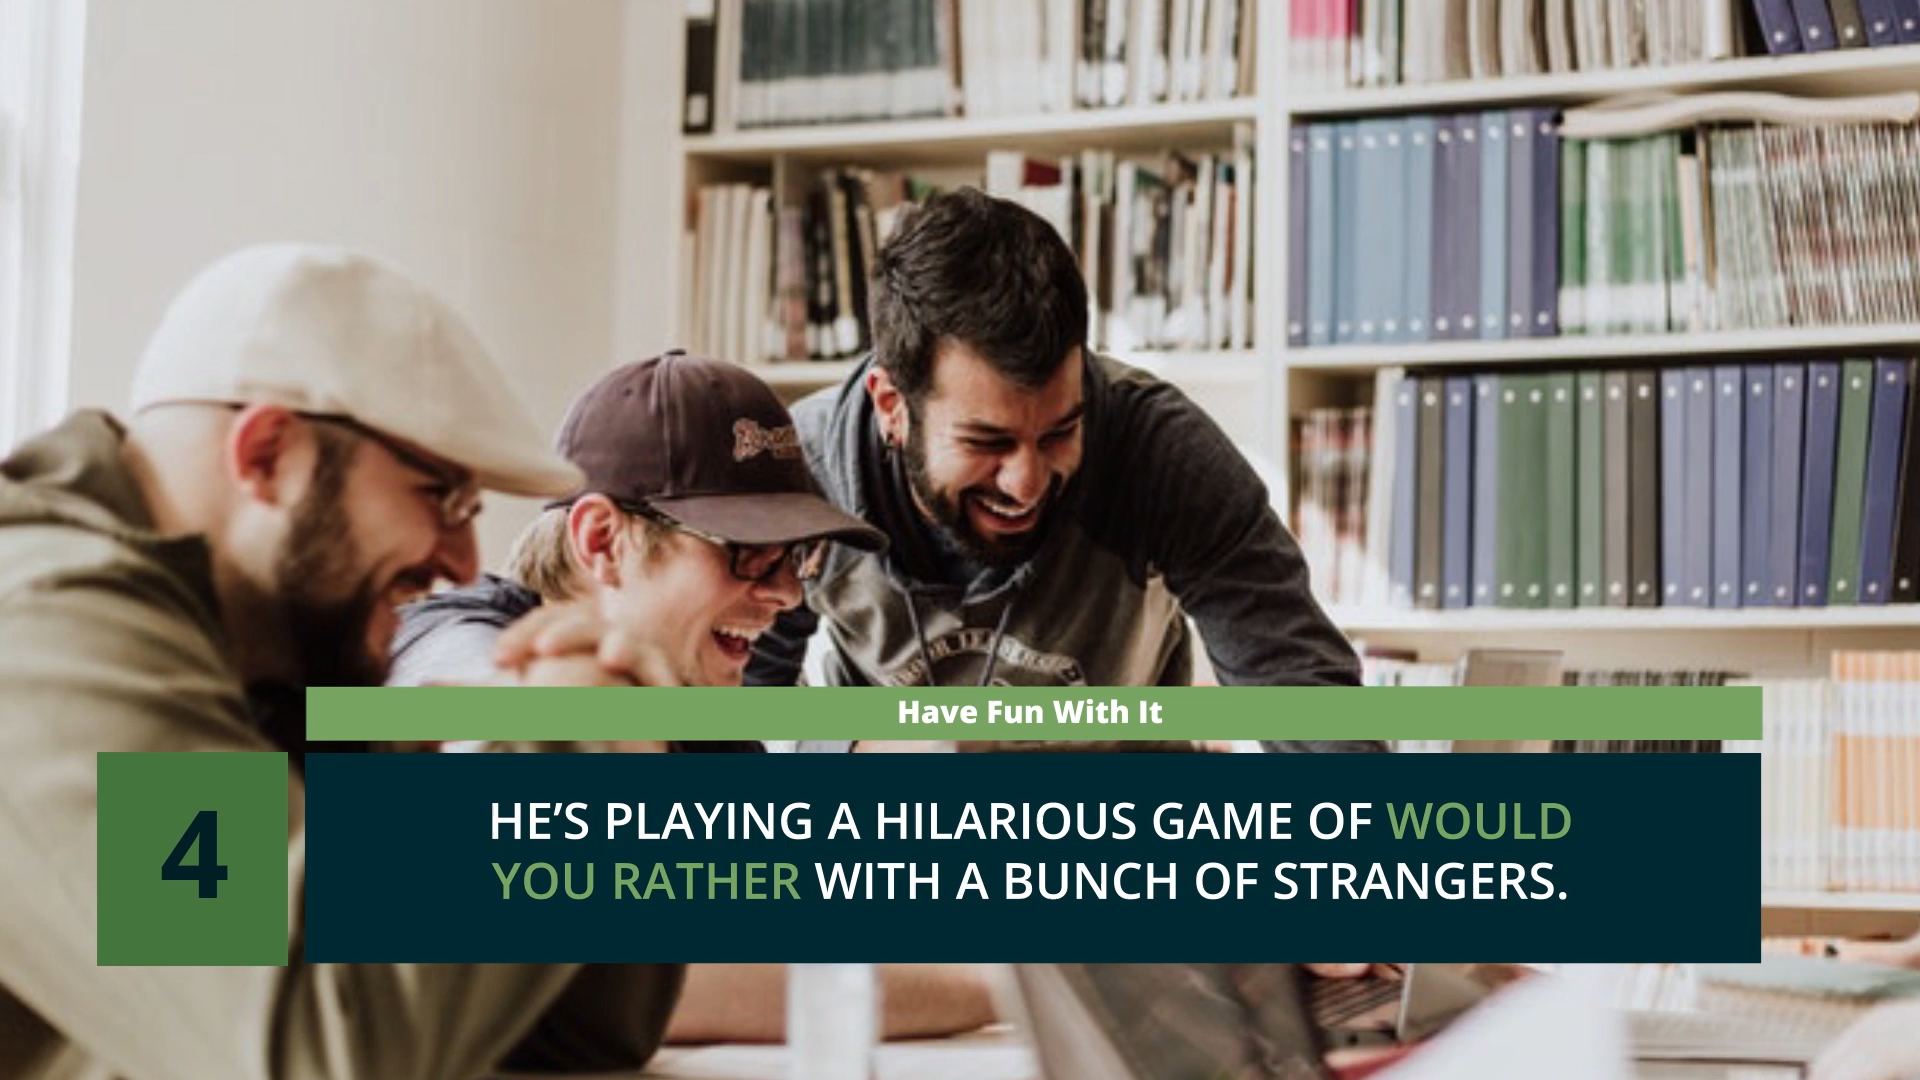 Have Fun With It
4
HE’S PLAYING A HILARIOUS GAME OF WOULD
YOU RATHER WITH A BUNCH OF STRANGERS.